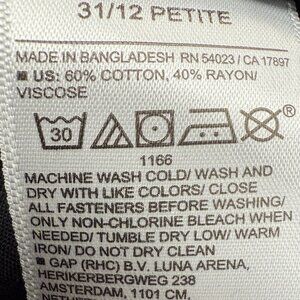 31/12 PETITE
MADE IN BANGLADESH RN 54023 / CA 17897
■ US: 60% COTTON, 40% RAYON/
VISCOSE
30
1166
MACHINE WASH COLD/ WASH AND
DRY WITH LIKE COLORS/ CLOSE
ALL FASTENERS BEFORE WASHING/
ONLY NON-CHLORINE BLEACH WHEN
NEEDED/ TUMBLE DRY LOW/ WARM
IRON/ DO NOT DRY CLEAN
■ GAP (RHC) B.V. LUNA ARENA,
HERIKERBERGWEG 238
AMSTERDAM, 1101 CM,